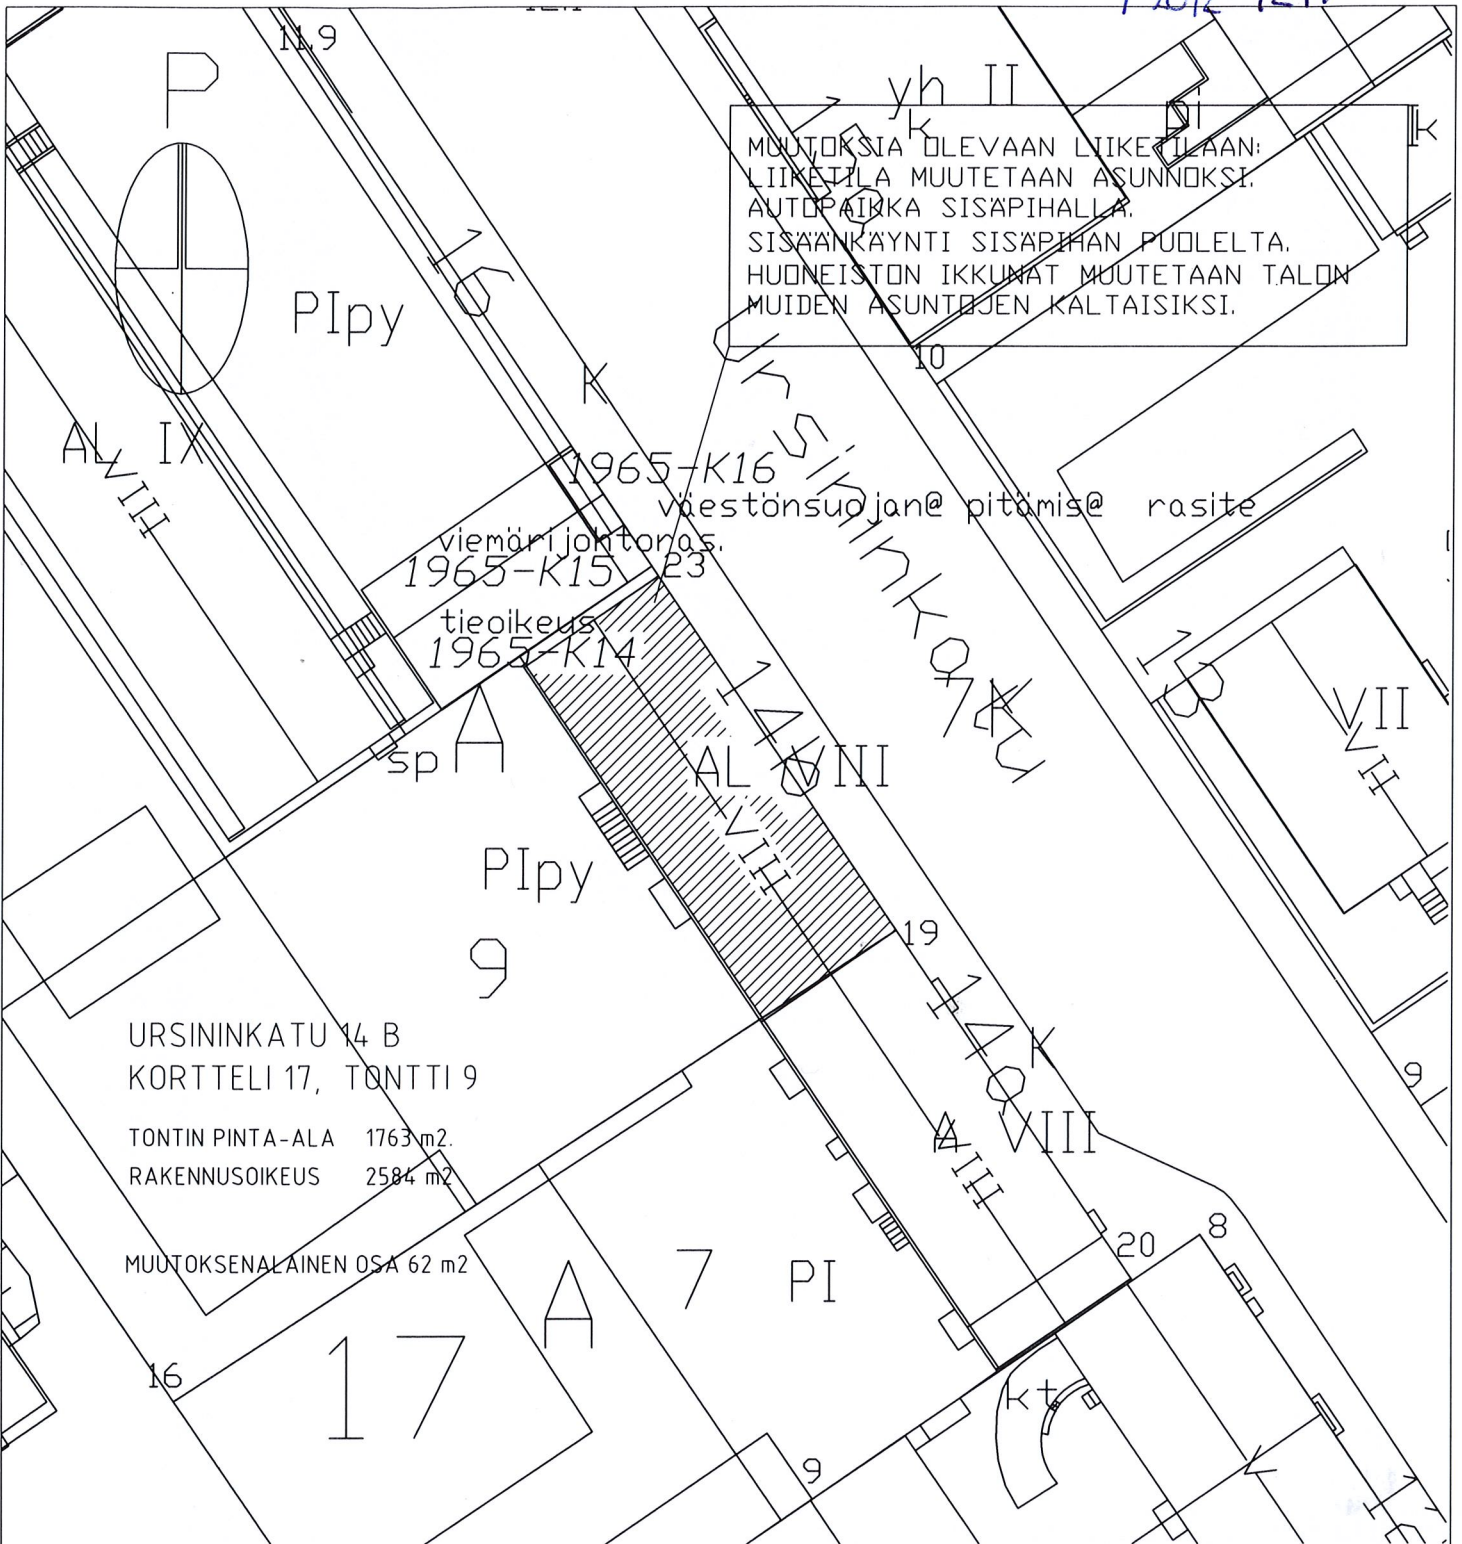 11.9
P
yh II
k
pi
IIk
MUUTOKSIA OLEVAAN LIIKETILAAN:
LIIKETILA MUUTETAAN ASUNNOKSI.
AUTOPAIKKA SISÄPIHALLA.
SISÄÄNKÄYNTI SISÄPIHAN PUOLELTA.
HUONEISTON IKKUNAT MUUTETAAN TALON
MUIDEN ASUNTOJEN KALTAISIKSI.
16
PIpy
10
K
AL IX
VIII
1965-K16
väestönsuojan@ pitämis@ rasite
viemärijohtoras.
1965-K15
23
tieoikeus
1965-K14
Ursininkatu
7K
18
VII
VII
A
sp
14
AL VIII
VIII
PIpy
9
19
URSININKATU 14 B
KORTTELI 17, TONTTI 9
TONTIN PINTA-ALA 1763 m2.
RAKENNUSOIKEUS 2584 m2
MUUTOKSENALAINEN OSA 62 m2
14
K
9
A VIII
VIII
20
8
7 PI
A
17
16
kt
9
V